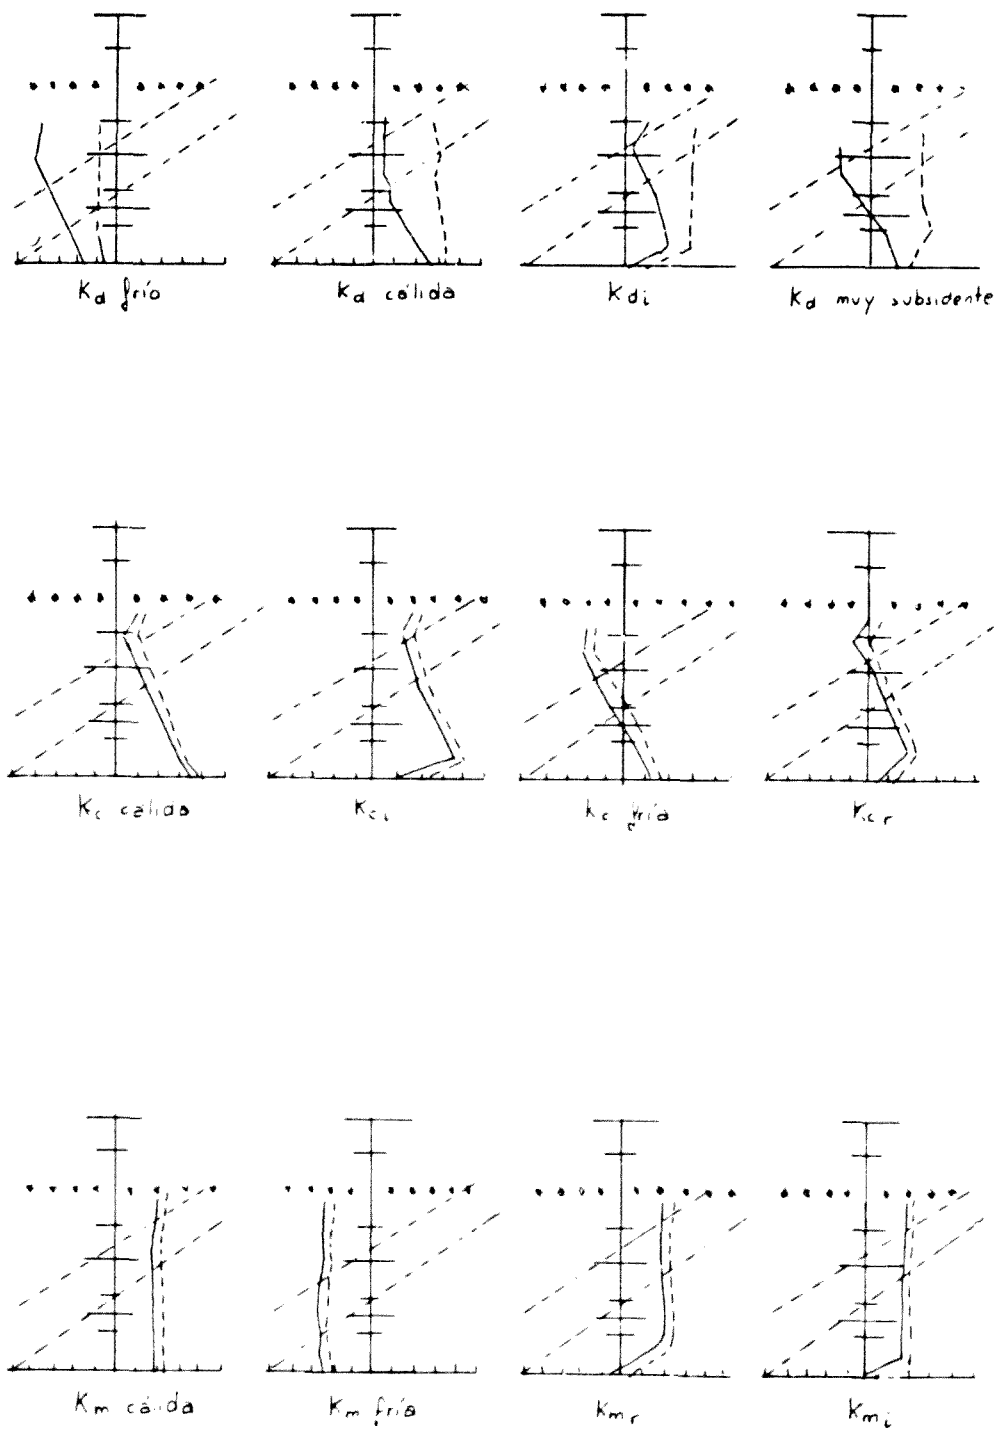 Kd frío
Kd cálida
Kdi
Kd muy subsidente
Kc cálida
Kci
Kc fría
Kcr
Km cálida
Km fría
Kmr
Kmi